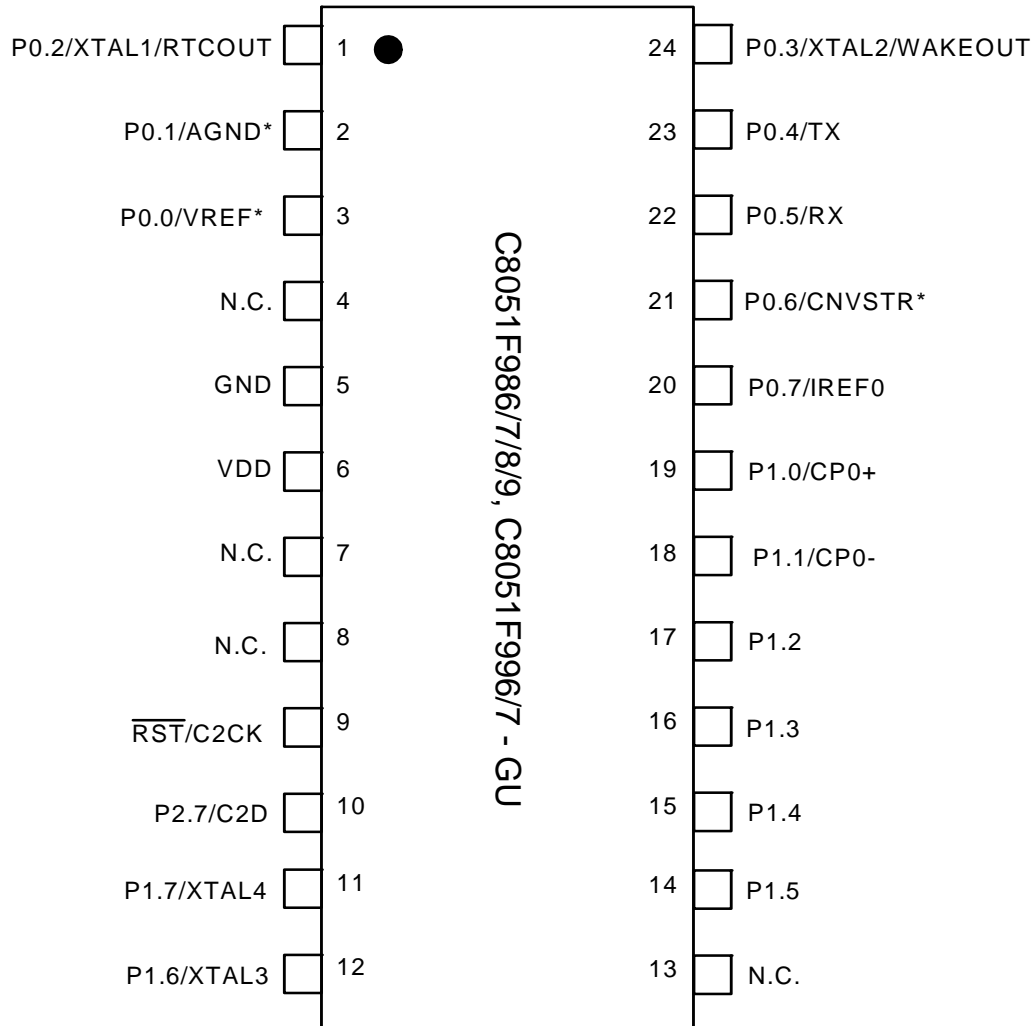 P0.2/XTAL1/RTCOUT 1 24 P0.3/XTAL2/WAKEOUT
P0.1/AGND* 2 23 P0.4/TX
P0.0/VREF* 3 22 P0.5/RX
N.C. 4 21 P0.6/CNVSTR*
GND 5 20 P0.7/IREF0
VDD 6 19 P1.0/CP0+
N.C. 7 18 P1.1/CP0-
N.C. 8 17 P1.2
RST/C2CK 9 16 P1.3
P2.7/C2D 10 15 P1.4
P1.7/XTAL4 11 14 P1.5
P1.6/XTAL3 12 13 N.C.
C8051F986/7/8/9, C8051F996/7 - GU